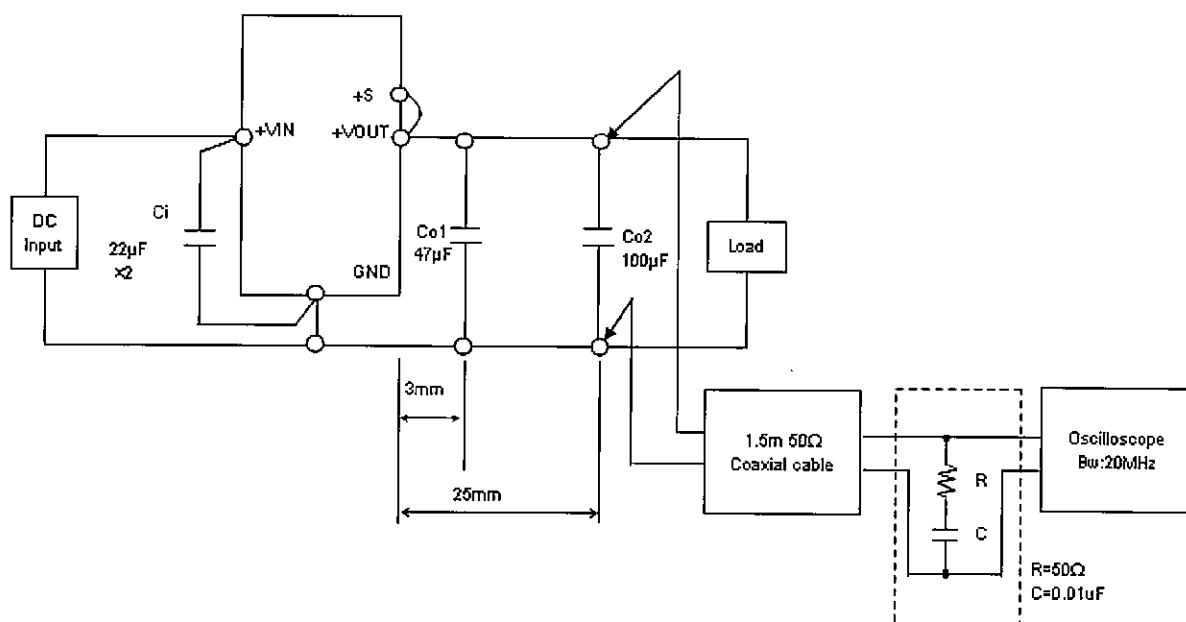 +S
+VIN
+VOUT
DC
Input
Ci
22µF
×2
GND
Co1
47µF
Co2
100µF
Load
3mm
25mm
1.5m 50Ω
Coaxial cable
R
C
Oscilloscope
Bw:20MHz
R=50Ω
C=0.01uF